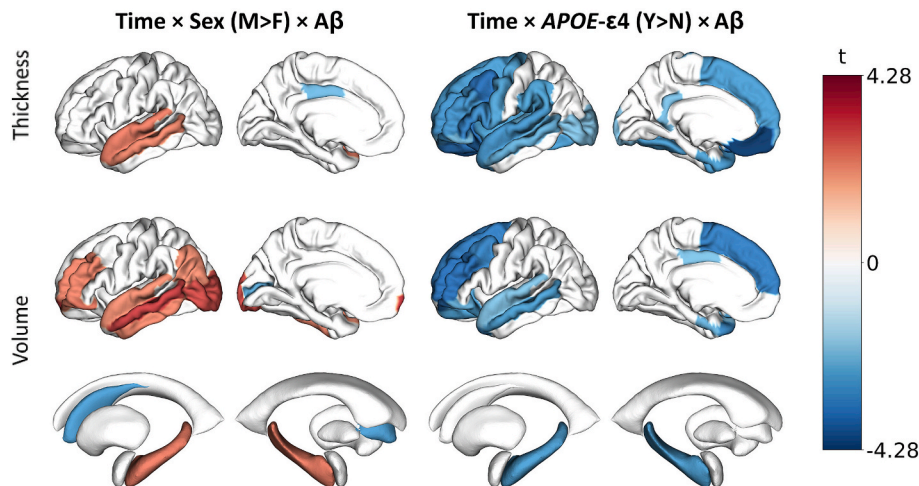 Time × Sex (M>F) × Aβ
Time × APOE-ε4 (Y>N) × Aβ
t
4.28
Thickness
0
Volume
-4.28